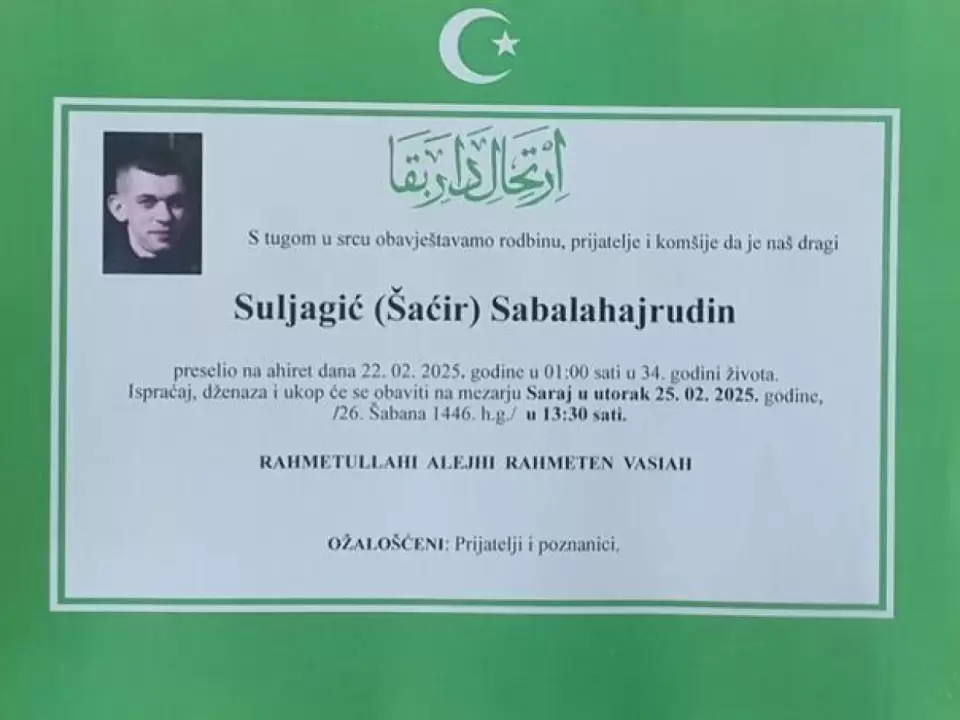 ارتحال دار بقا
S tugom u srcu obavještavamo rodbinu, prijatelje i komšije da je naš dragi
Suljagić (Šaćir) Sabalahajrudin
preselio na ahiret dana 22. 02. 2025. godine u 01:00 sati u 34. godini života.
Ispraćaj, dženaza i ukop će se obaviti na mezarju Saraj u utorak 25. 02. 2025. godine,
/26. Šabana 1446. h.g./ u 13:30 sati.
RAHMETULLAHI ALEJHI RAHMETEN VASIAH
OŽALOŠĆENI: Prijatelji i poznanici.